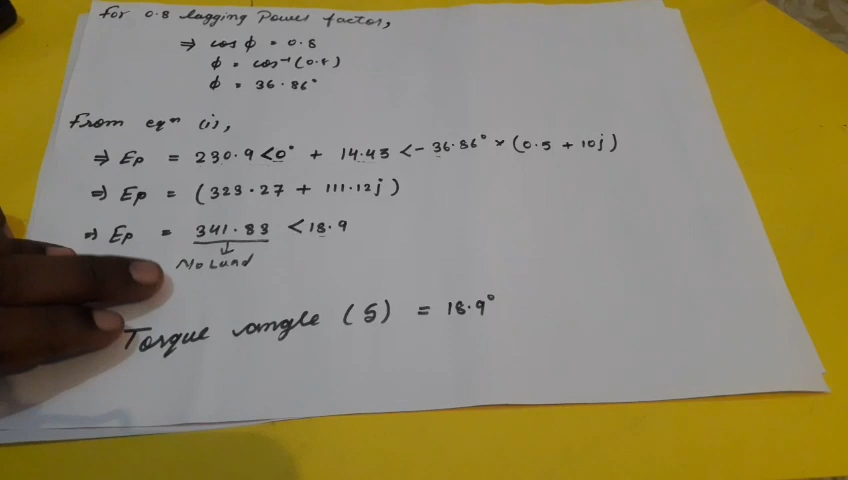 For 0.8 lagging Power factor,
⇒ cos ϕ = 0.8
ϕ = cos⁻¹(0.8)
ϕ = 36.86°
From eqⁿ (i),
⇒ Ep = 230.9 <0° + 14.43 <-36.86° × (0.5 + 10j)
⇒ Ep = (323.27 + 111.12j)
⇒ Ep = 341.83 <18.9
↓
No Load
Torque angle (δ) = 18.9°